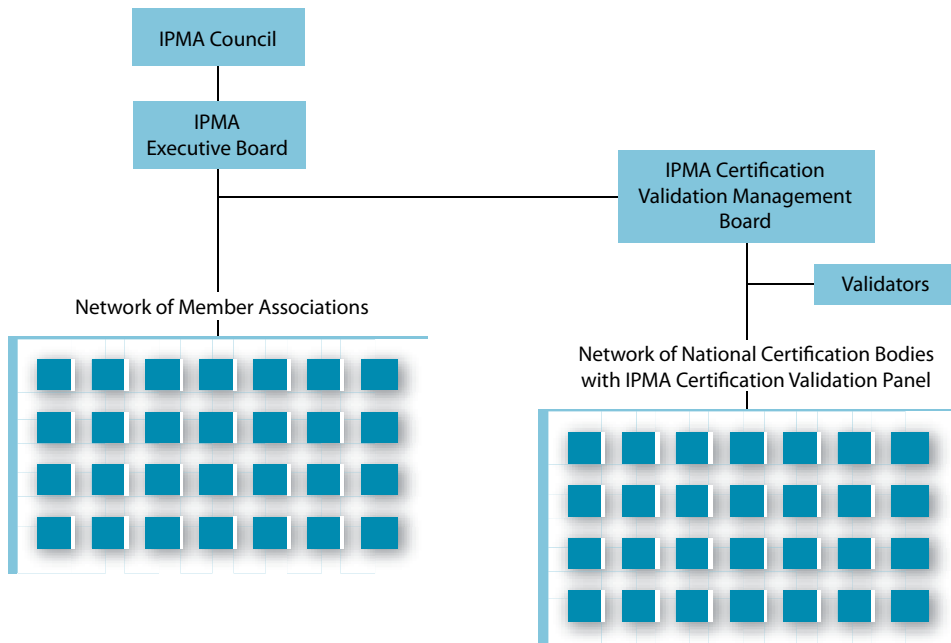 IPMA Council
IPMA
Executive Board
IPMA Certification
Validation Management
Board
Validators
Network of Member Associations
Network of National Certification Bodies
with IPMA Certification Validation Panel